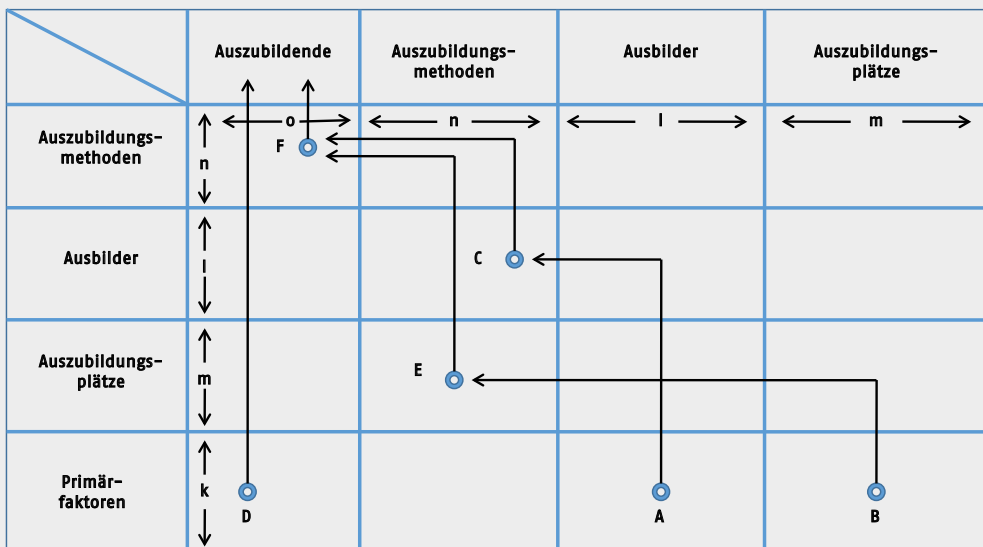 Auszubildende
Auszubildungs-
methoden
Ausbilder
Auszubildungs-
plätze
o
n
l
m
Auszubildungs-
methoden
n
F
Ausbilder
l
C
Auszubildungs-
plätze
m
E
Primär-
faktoren
k
D
A
B